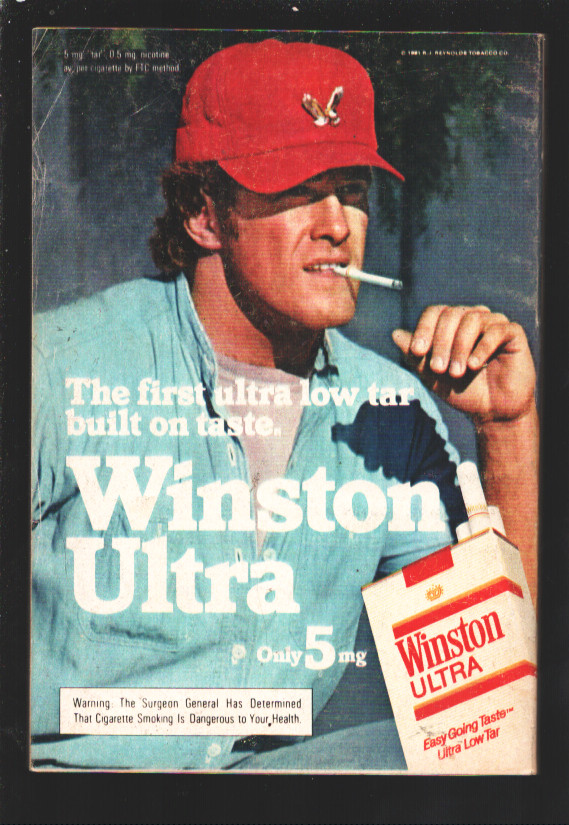 5 mg. "tar", 0.5 mg. nicotine
av. per cigarette by FTC method.
© 1981 R.J. REYNOLDS TOBACCO CO.
The first ultra low tar
built on taste.
Winston
Ultra
Only 5 mg
Winston
ULTRA
Easy Going Taste™
Ultra Low Tar
Warning: The Surgeon General Has Determined
That Cigarette Smoking Is Dangerous to Your Health.